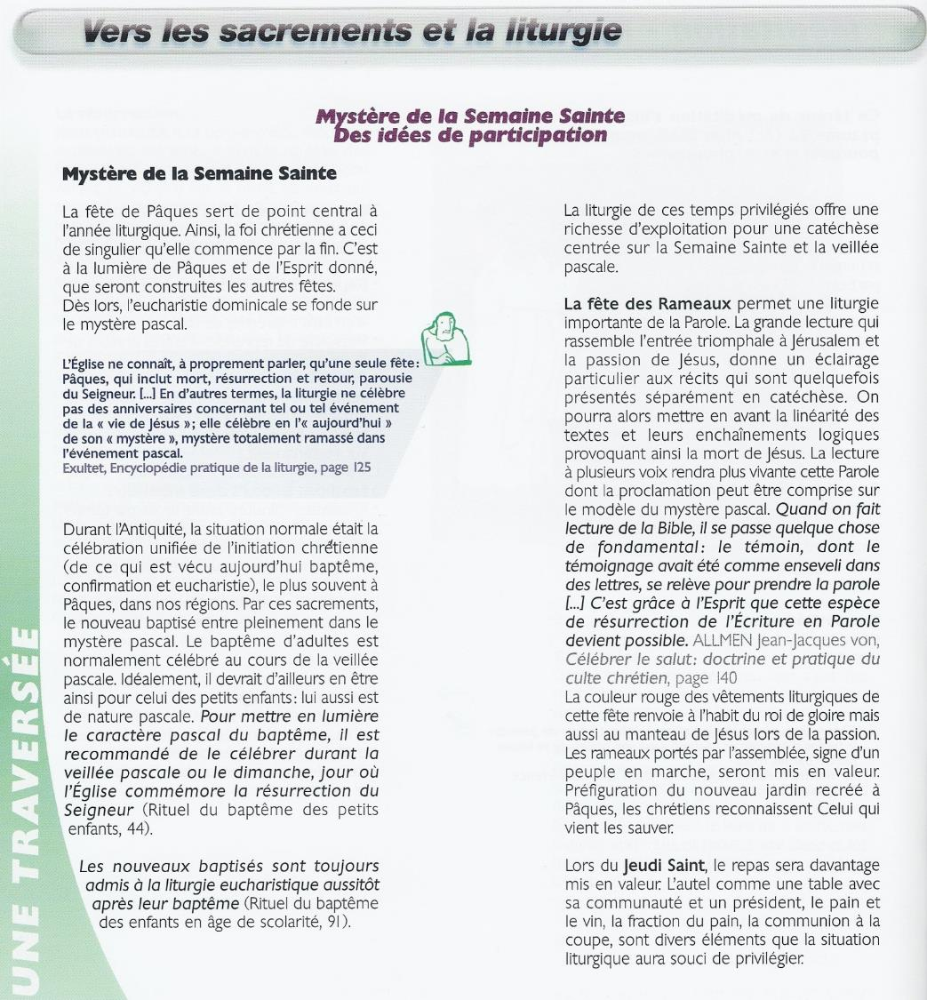 Vers les sacrements et la liturgie
Mystère de la Semaine Sainte
Des idées de participation
Mystère de la Semaine Sainte
La fête de Pâques sert de point central à
l'année liturgique. Ainsi, la foi chrétienne a ceci
de singulier qu'elle commence par la fin. C'est
à la lumière de Pâques et de l'Esprit donné,
que seront construites les autres fêtes.
Dès lors, l'eucharistie dominicale se fonde sur
le mystère pascal.
L'Église ne connaît, à proprement parler, qu'une seule fête:
Pâques, qui inclut mort, résurrection et retour, parousie
du Seigneur. [...] En d'autres termes, la liturgie ne célèbre
pas des anniversaires concernant tel ou tel événement
de la « vie de Jésus »; elle célèbre en l'« aujourd'hui »
de son « mystère », mystère totalement ramassé dans
l'événement pascal.
Exultet, Encyclopédie pratique de la liturgie, page 125
Durant l'Antiquité, la situation normale était la
célébration unifiée de l'initiation chrétienne
(de ce qui est vécu aujourd'hui baptême,
confirmation et eucharistie), le plus souvent à
Pâques, dans nos régions. Par ces sacrements,
le nouveau baptisé entre pleinement dans le
mystère pascal. Le baptême d'adultes est
normalement célébré au cours de la veillée
pascale. Idéalement, il devrait d'ailleurs en être
ainsi pour celui des petits enfants: lui aussi est
de nature pascale. Pour mettre en lumière
le caractère pascal du baptême, il est
recommandé de le célébrer durant la
veillée pascale ou le dimanche, jour où
l'Église commémore la résurrection du
Seigneur (Rituel du baptême des petits
enfants, 44).
Les nouveaux baptisés sont toujours
admis à la liturgie eucharistique aussitôt
après leur baptême (Rituel du baptême
des enfants en âge de scolarité, 91).
La liturgie de ces temps privilégiés offre une
richesse d'exploitation pour une catéchèse
centrée sur la Semaine Sainte et la veillée
pascale.
La fête des Rameaux permet une liturgie
importante de la Parole. La grande lecture qui
rassemble l'entrée triomphale à Jérusalem et
la passion de Jésus, donne un éclairage
particulier aux récits qui sont quelquefois
présentés séparément en catéchèse. On
pourra alors mettre en avant la linéarité des
textes et leurs enchaînements logiques
provoquant ainsi la mort de Jésus. La lecture
à plusieurs voix rendra plus vivante cette Parole
dont la proclamation peut être comprise sur
le modèle du mystère pascal. Quand on fait
lecture de la Bible, il se passe quelque chose
de fondamental: le témoin, dont le
témoignage avait été comme enseveli dans
des lettres, se relève pour prendre la parole
[...] C'est grâce à l'Esprit que cette espèce
de résurrection de l'Écriture en Parole
devient possible. ALLMEN Jean-Jacques von,
Célébrer le salut: doctrine et pratique du
culte chrétien, page 140
La couleur rouge des vêtements liturgiques de
cette fête renvoie à l'habit du roi de gloire mais
aussi au manteau de Jésus lors de la passion.
Les rameaux portés par l'assemblée, signe d'un
peuple en marche, seront mis en valeur.
Préfiguration du nouveau jardin recréé à
Pâques, les chrétiens reconnaissent Celui qui
vient les sauver.
Lors du Jeudi Saint, le repas sera davantage
mis en valeur. L'autel comme une table avec
sa communauté et un président, le pain et
le vin, la fraction du pain, la communion à la
coupe, sont divers éléments que la situation
liturgique aura souci de privilégier.
UNE TRAVERSÉE